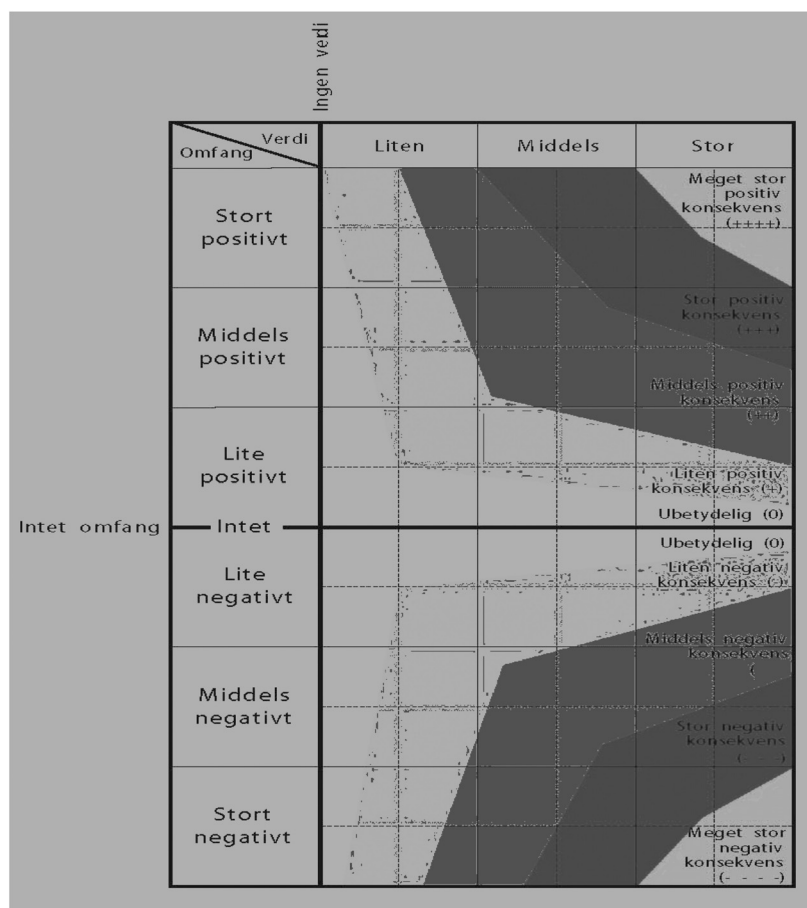 Ingen verdi
Verdi
Omfang
Liten
Middels
Stor
Stort
positivt
Meget stor
positiv
konsekvens
(++++)
Stor positiv
konsekvens
(+++)
Middels
positivt
Middels positiv
konsekvens
(++)
Lite
positivt
Liten positiv
konsekvens (+)
Ubetydelig (0)
Intet omfang
Intet
Ubetydelig (0)
Lite
negativt
Liten negativ
konsekvens (-)
Middels negativ
konsekvens
(
Middels
negativt
Stor negativ
konsekvens
(- - -)
Stort
negativt
Meget stor
negativ
konsekvens
(- - - -)